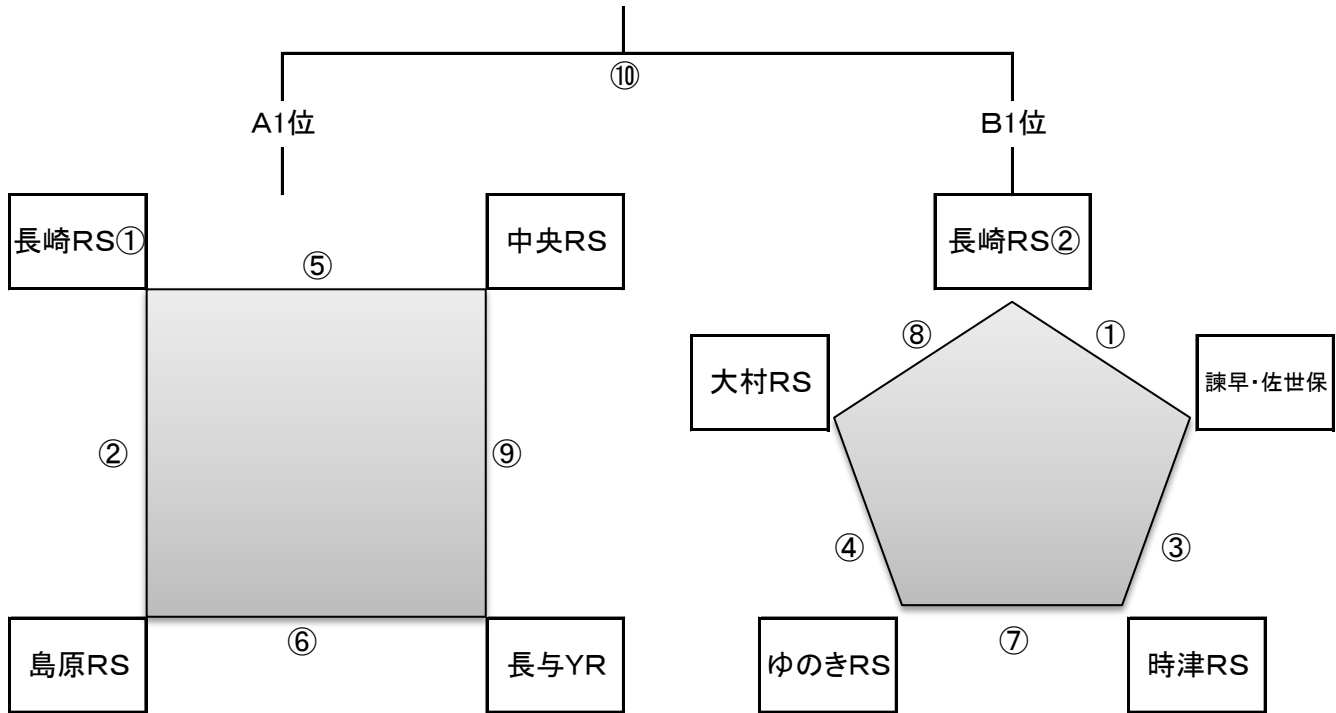 ⑩
A1位
B1位
長崎RS①
中央RS
長崎RS②
⑤
⑧
①
大村RS
諫早・佐世保
②
⑨
④
③
島原RS
⑥
長与YR
ゆのきRS
⑦
時津RS